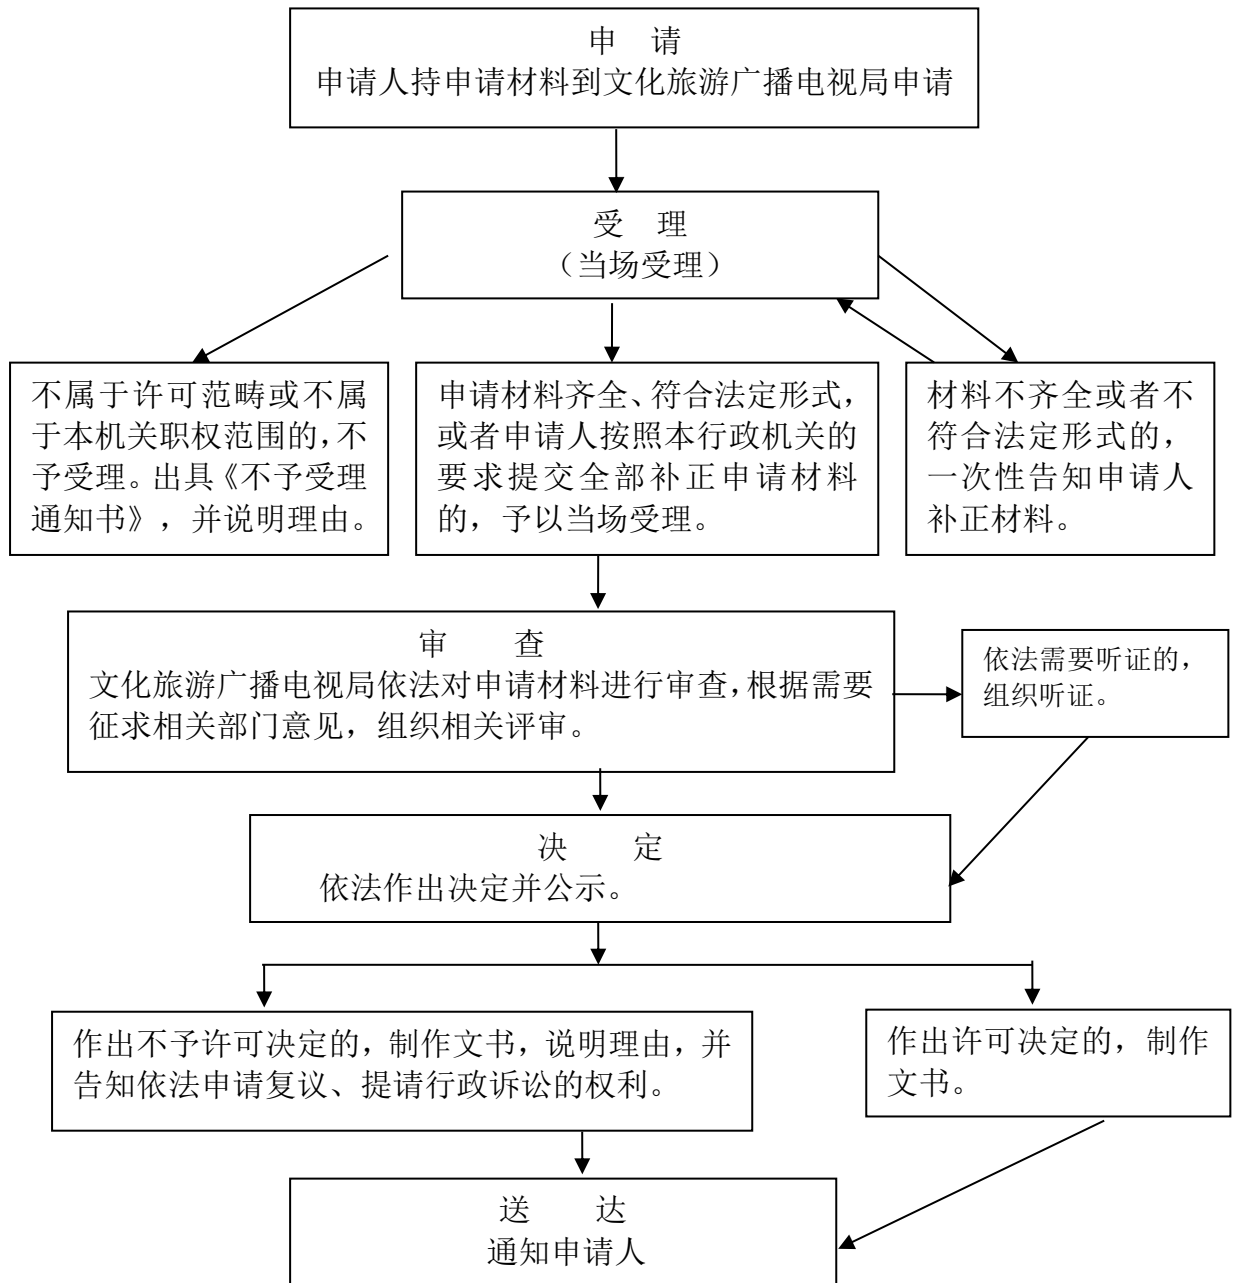 申 请
申请人持申请材料到文化旅游广播电视局申请
受 理
（当场受理）
不属于许可范畴或不属
于本机关职权范围的，不
予受理。出具《不予受理
通知书》，并说明理由。
申请材料齐全、符合法定形式，
或者申请人按照本行政机关的
要求提交全部补正申请材料
的，予以当场受理。
材料不齐全或者不
符合法定形式的，
一次性告知申请人
补正材料。
审 查
文化旅游广播电视局依法对申请材料进行审查，根据需要
征求相关部门意见，组织相关评审。
依法需要听证的，
组织听证。
决 定
依法作出决定并公示。
作出不予许可决定的，制作文书，说明理由，并
告知依法申请复议、提请行政诉讼的权利。
作出许可决定的，制作
文书。
送 达
通知申请人